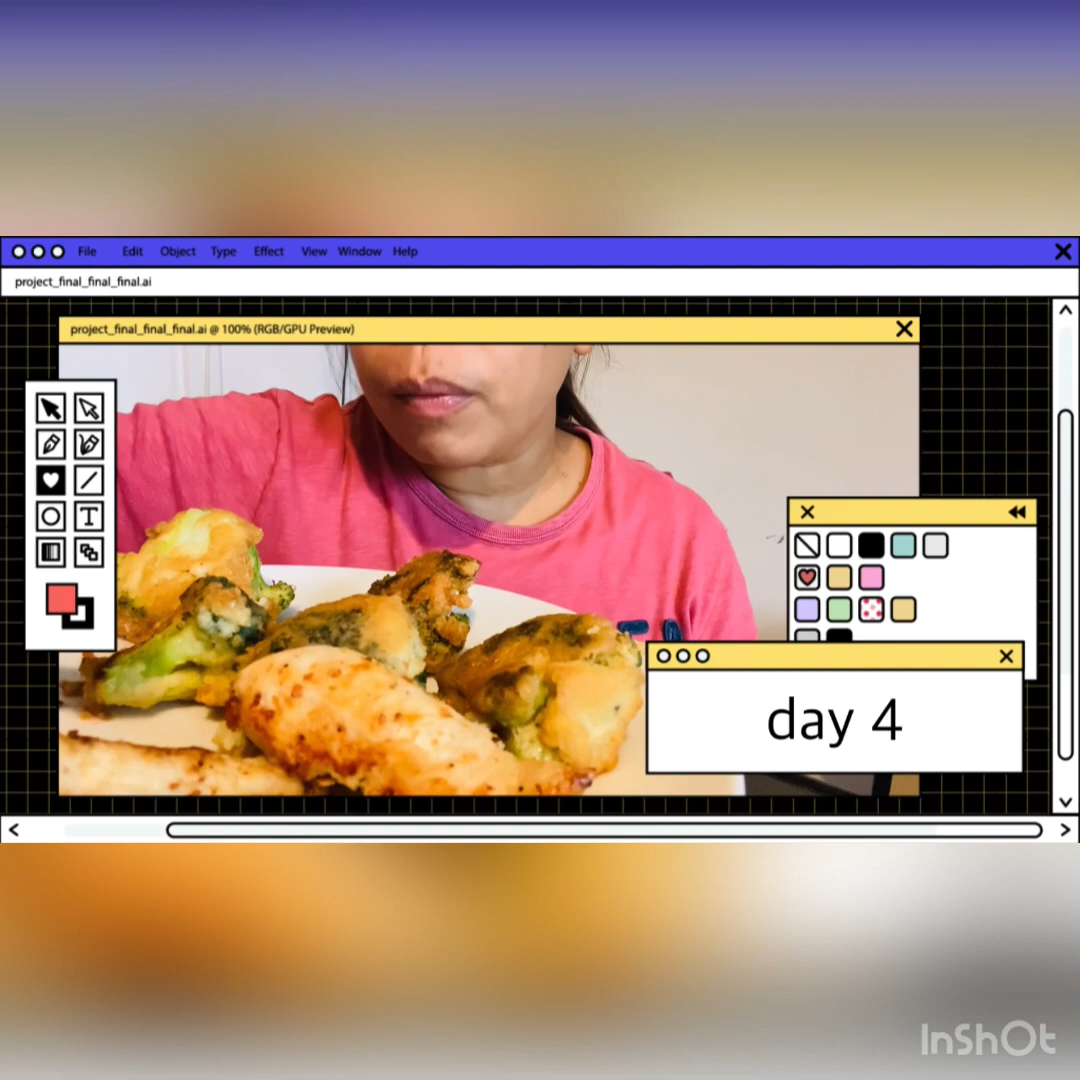 File Edit Object Type Effect View Window Help
project_final_final_final.ai
project_final_final_final.ai @ 100% (RGB/GPU Preview)
T
day 4
InShOt